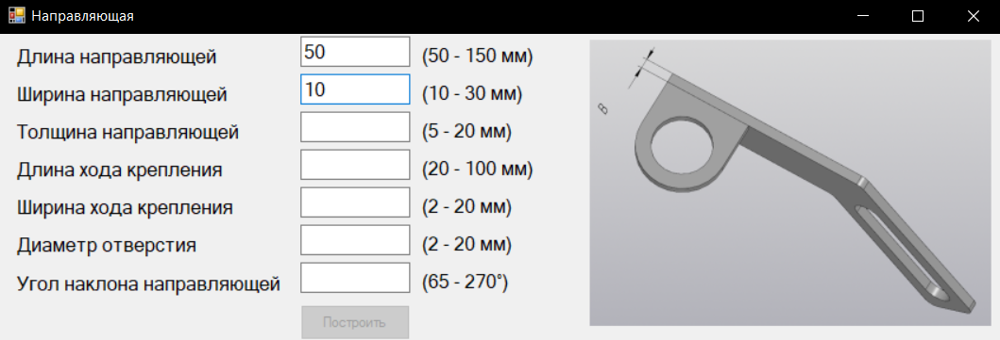 Направляющая
Длина направляющей 50 (50 - 150 мм)
Ширина направляющей 10 (10 - 30 мм)
Толщина направляющей (5 - 20 мм)
Длина хода крепления (20 - 100 мм)
Ширина хода крепления (2 - 20 мм)
Диаметр отверстия (2 - 20 мм)
Угол наклона направляющей (65 - 270°)
Построить
B